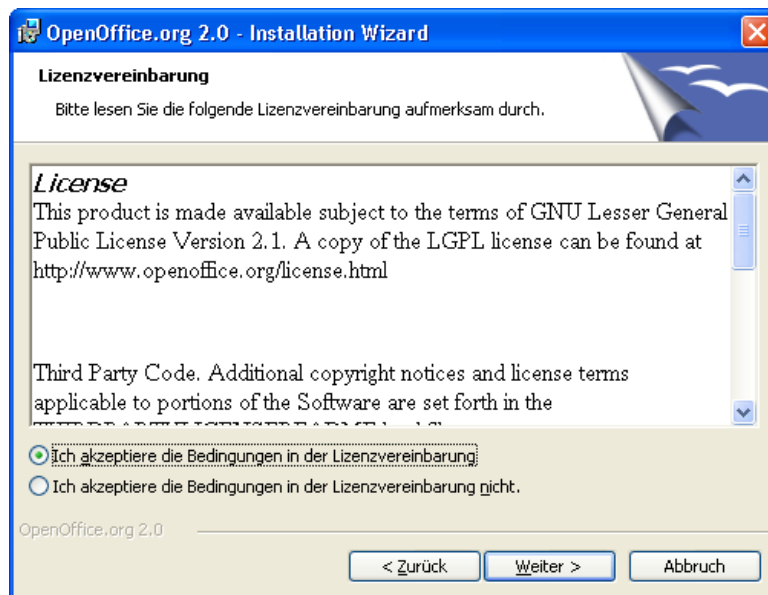 OpenOffice.org 2.0 - Installation Wizard
Lizenzvereinbarung
Bitte lesen Sie die folgende Lizenzvereinbarung aufmerksam durch.
License
This product is made available subject to the terms of GNU Lesser General
Public License Version 2.1. A copy of the LGPL license can be found at
http://www.openoffice.org/license.html
Third Party Code. Additional copyright notices and license terms
applicable to portions of the Software are set forth in the
Ich akzeptiere die Bedingungen in der Lizenzvereinbarung
Ich akzeptiere die Bedingungen in der Lizenzvereinbarung nicht.
OpenOffice.org 2.0
< Zurück
Weiter >
Abbruch